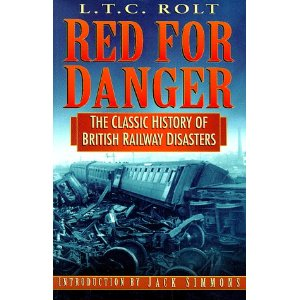 L.T.C. ROLT
RED FOR
DANGER
THE CLASSIC HISTORY OF
BRITISH RAILWAY DISASTERS
INTRODUCTION BY JACK SIMMONS